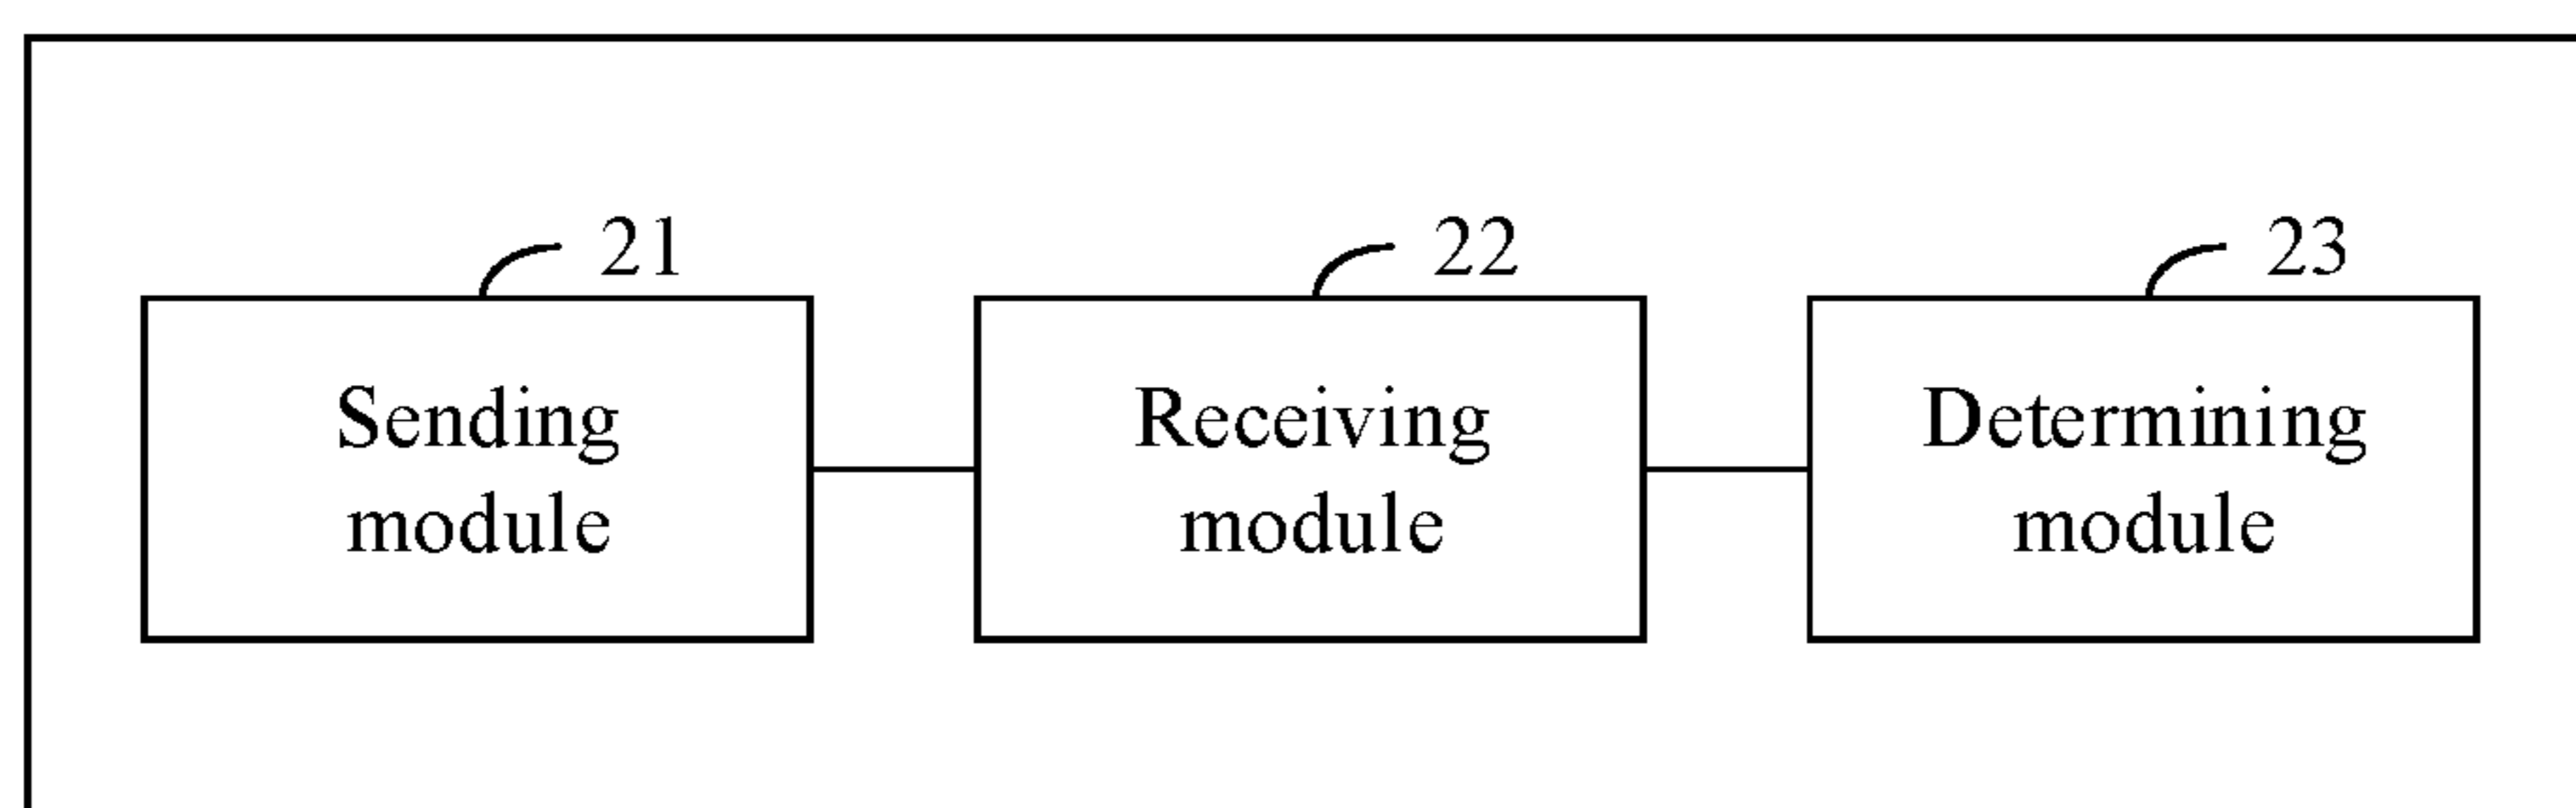 21
22
23
Sending
module
Receiving
module
Determining
module